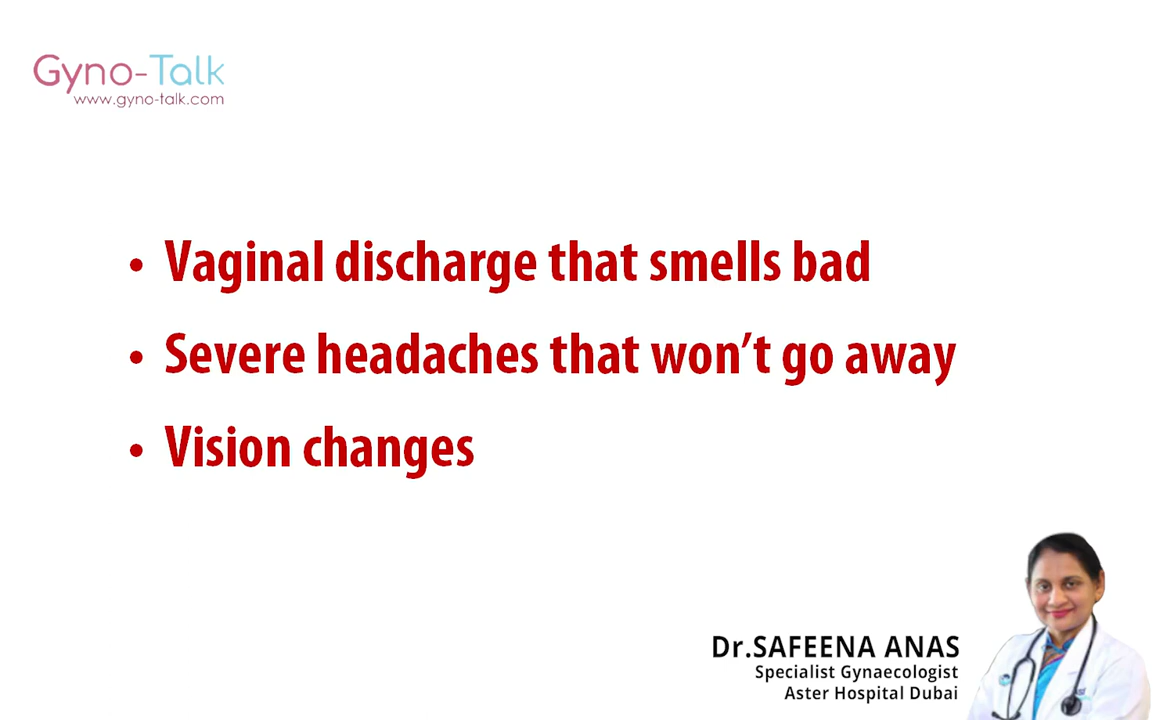 Gyno-Talk
www.gyno-talk.com
• Vaginal discharge that smells bad
• Severe headaches that won’t go away
• Vision changes
Dr.SAFEENA ANAS
Specialist Gynaecologist
Aster Hospital Dubai